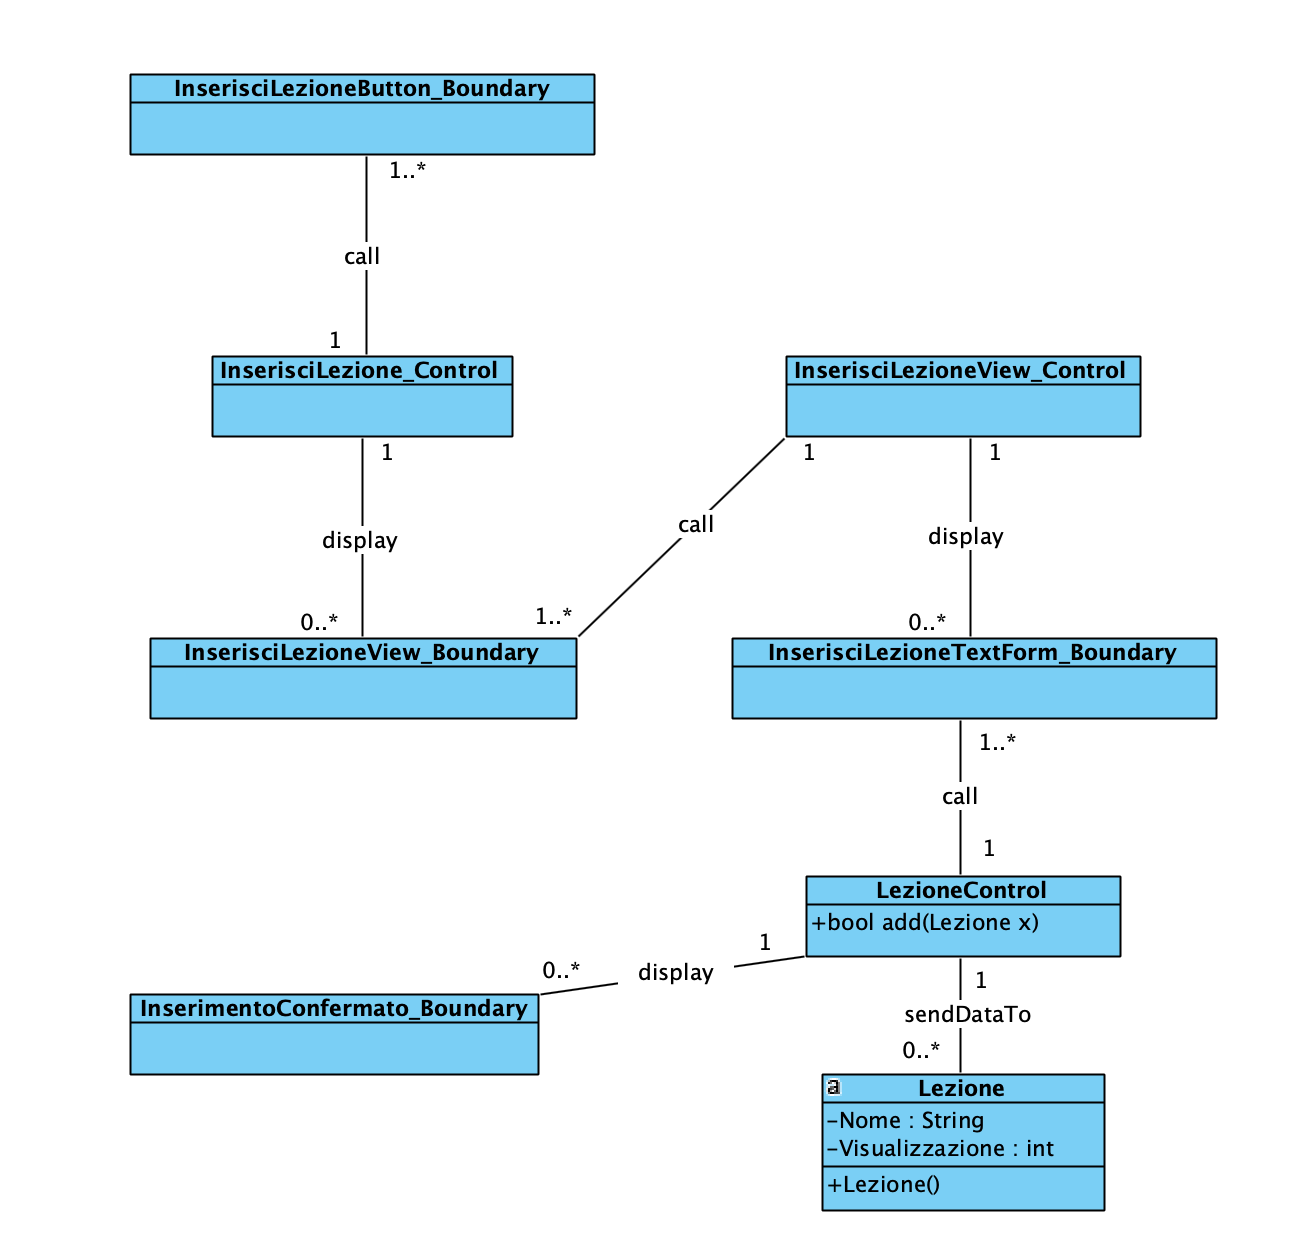 InserisciLezioneButton_Boundary
1..*
call
1
InserisciLezione_Control
1
display
0..*
InserisciLezioneView_Boundary
InserisciLezioneView_Control
1
call
1..*
1
display
0..*
InserisciLezioneTextForm_Boundary
1..*
call
1
LezioneControl
+bool add(Lezione x)
1
display
0..*
InserimentoConfermato_Boundary
1
sendDataTo
0..*
a
Lezione
-Nome : String
-Visualizzazione : int
+Lezione()